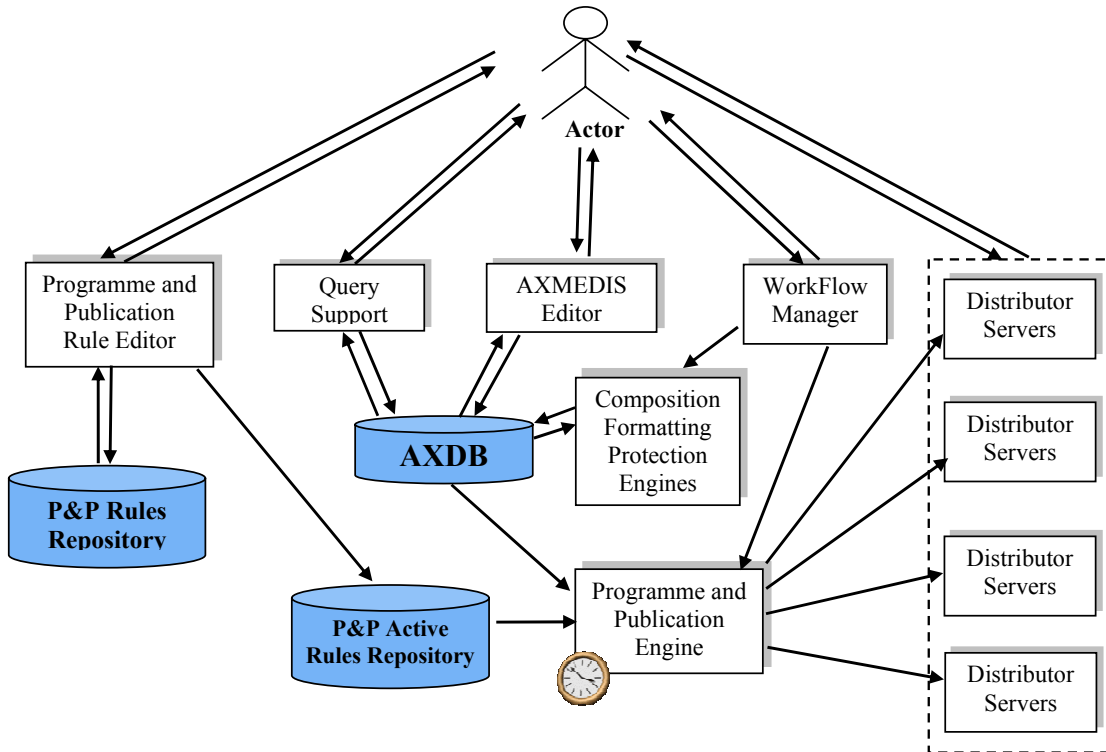 Actor
Programme and
Publication
Rule Editor
Query
Support
AXMEDIS
Editor
WorkFlow
Manager
Distributor
Servers
Composition
Formatting
Protection
Engines
Distributor
Servers
AXDB
P&P Rules
Repository
Programme and
Publication
Engine
Distributor
Servers
P&P Active
Rules Repository
Distributor
Servers